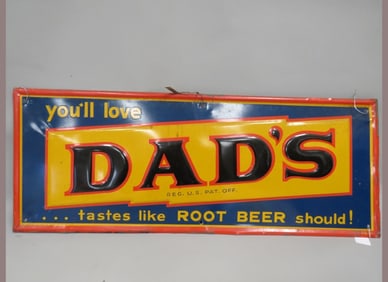 you'll love
DAD'S
REG. U.S. PAT. OFF.
... tastes like ROOT BEER should!